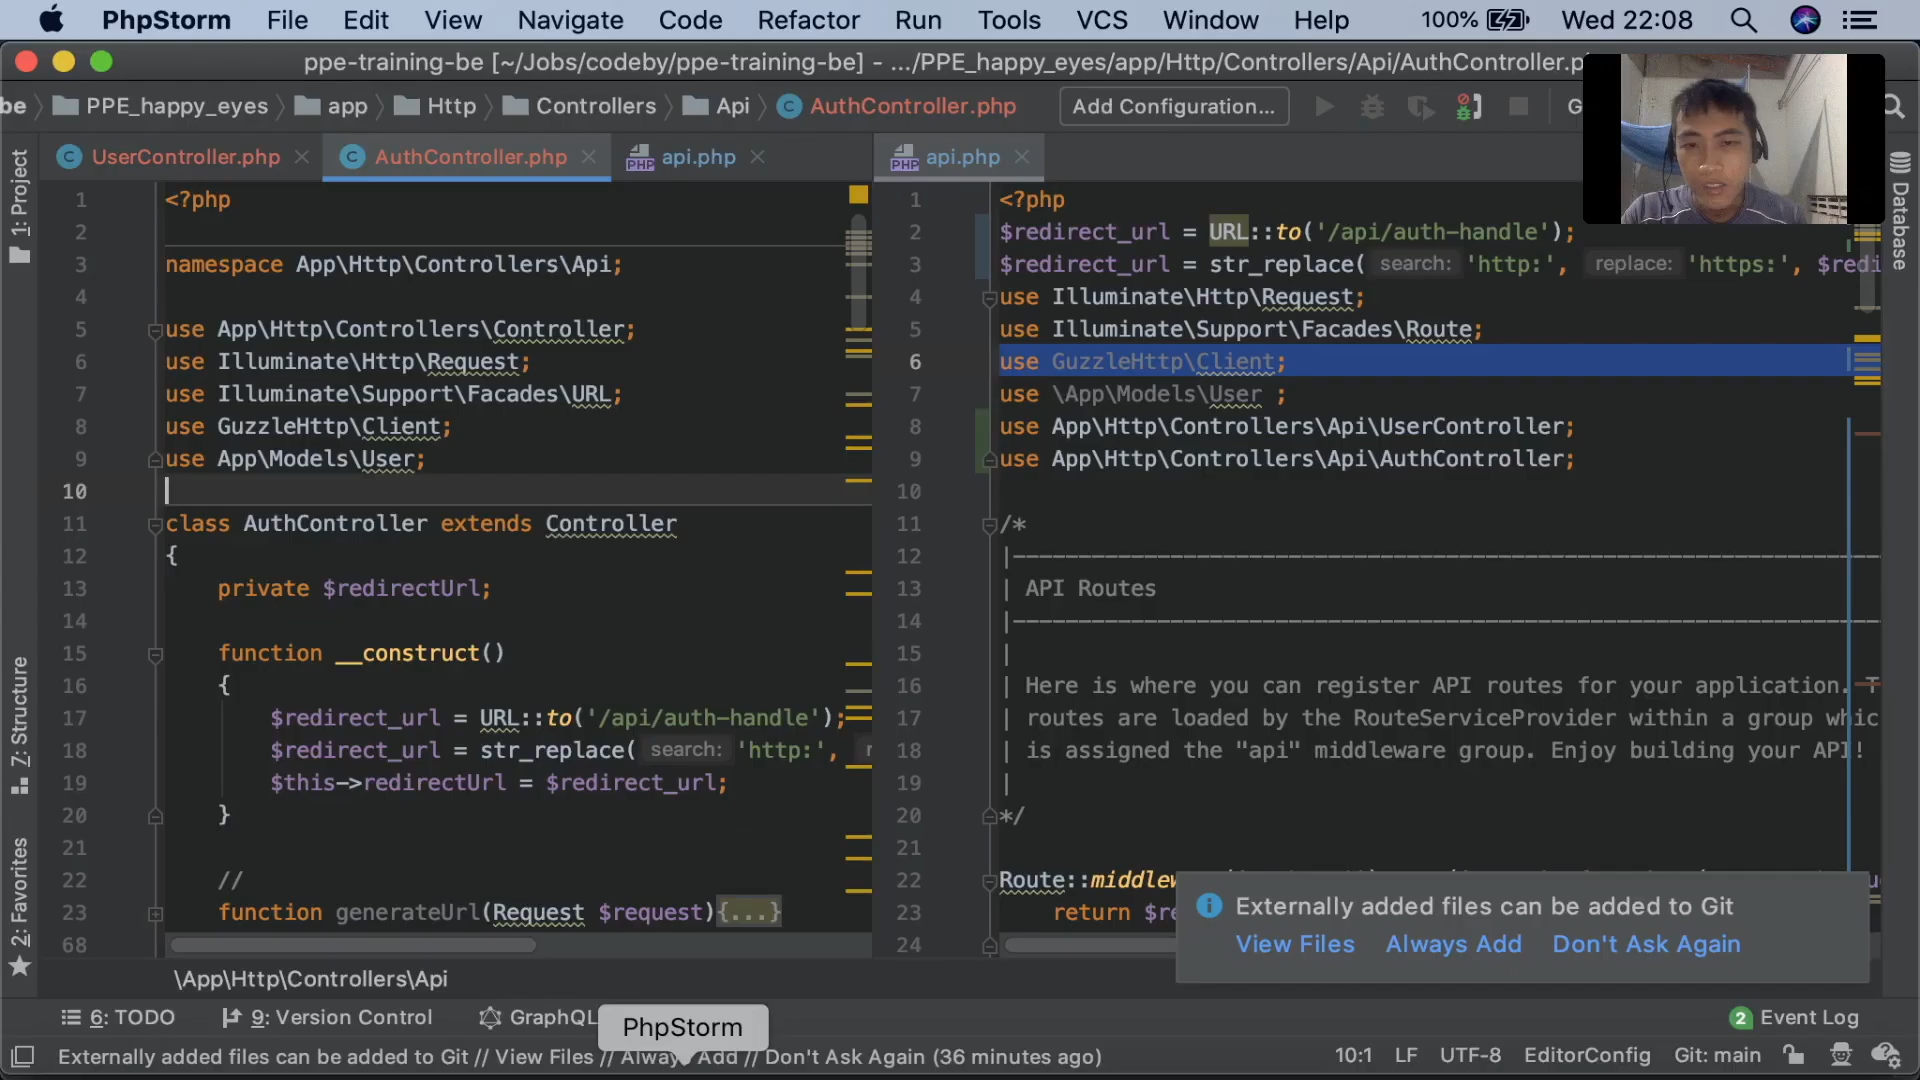 PhpStorm File Edit View Navigate Code Refactor Run Tools VCS Window Help 100% Wed 22:08
ppe-training-be [~/Jobs/codeby/ppe-training-be] - .../PPE_happy_eyes/app/Http/Controllers/Api/AuthController.p
be PPE_happy_eyes app Http Controllers Api AuthController.php Add Configuration... G
UserController.php AuthController.php api.php
1 <?php
2
3 namespace App\Http\Controllers\Api;
4
5 use App\Http\Controllers\Controller;
6 use Illuminate\Http\Request;
7 use Illuminate\Support\Facades\URL;
8 use GuzzleHttp\Client;
9 use App\Models\User;
10
11 class AuthController extends Controller
12 {
13 private $redirectUrl;
14
15 function __construct()
16 {
17 $redirect_url = URL::to('/api/auth-handle');
18 $redirect_url = str_replace( search: 'http:',
19 $this->redirectUrl = $redirect_url;
20 }
21
22 //
23 function generateUrl(Request $request){...}
68
\App\Http\Controllers\Api
api.php
1 <?php
2 $redirect_url = URL::to('/api/auth-handle');
3 $redirect_url = str_replace( search: 'http:', replace: 'https:', $redi
4 use Illuminate\Http\Request;
5 use Illuminate\Support\Facades\Route;
6 use GuzzleHttp\Client;
7 use \App\Models\User ;
8 use App\Http\Controllers\Api\UserController;
9 use App\Http\Controllers\Api\AuthController;
10
11 /*
12 |--------------------------------------------------------------------------
13 | API Routes
14 |--------------------------------------------------------------------------
15 |
16 | Here is where you can register API routes for your application. T
17 | routes are loaded by the RouteServiceProvider within a group whic
18 | is assigned the "api" middleware group. Enjoy building your API!
19 |
20 */
21
22 Route::middlew
23 return $re
24
Externally added files can be added to Git
View Files Always Add Don't Ask Again
1: Project
7: Structure
2: Favorites
Database
6: TODO 9: Version Control GraphQL 2 Event Log
PhpStorm
Externally added files can be added to Git // View Files // Always Add // Don't Ask Again (36 minutes ago) 10:1 LF UTF-8 EditorConfig Git: main